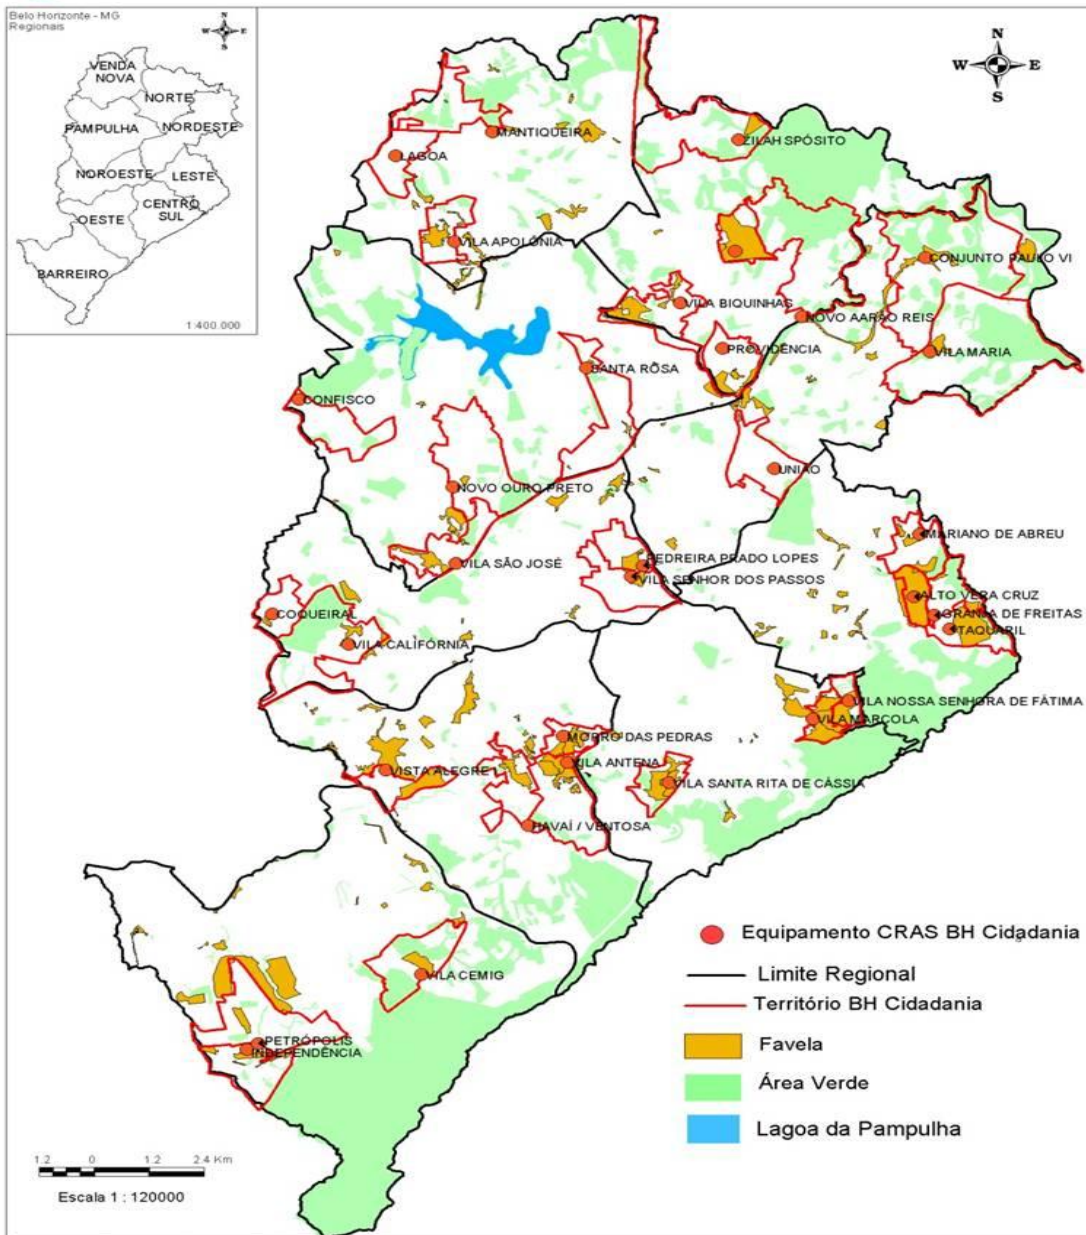 Belo Horizonte - MG
Regionais
N
W E
S
VENDA
NOVA
NORTE
PAMPULHA
NORDESTE
NOROESTE
LESTE
CENTRO
SUL
OESTE
BARREIRO
1:400.000
N
W E
S
MANTIQUEIRA
ZILAH SPÓSITO
LAGOA
VILA APOLÔNIA
CONJUNTO PAULO VI
VILA BIQUINHAS
NOVO AARÃO REIS
PROVIDÊNCIA
VILA MARIA
SANTA RÔSA
CONFISCO
UNIÃO
NOVO OURO PRETO
MARIANO DE ABREU
VILA SÃO JOSÉ
PEDREIRA PRADO LOPES
VILA SENHOR DOS PASSOS
ALTO VERA CRUZ
GRANJA DE FREITAS
TAQUARIL
COQUEIRAL
VILA CALIFÓRNIA
VILA NOSSA SENHORA DE FÁTIMA
VILA MARÇOLA
MORRO DAS PEDRAS
VILA ANTENA
VISTA ALEGRE I
VILA SANTA RITA DE CÁSSIA
HAVAÍ / VENTOSA
VILA CEMIG
PETRÓPOLIS
INDEPENDÊNCIA
Equipamento CRAS BH Cidadania
Limite Regional
Território BH Cidadania
Favela
Área Verde
Lagoa da Pampulha
1.2 0 1.2 2.4 Km
Escala 1 : 120000